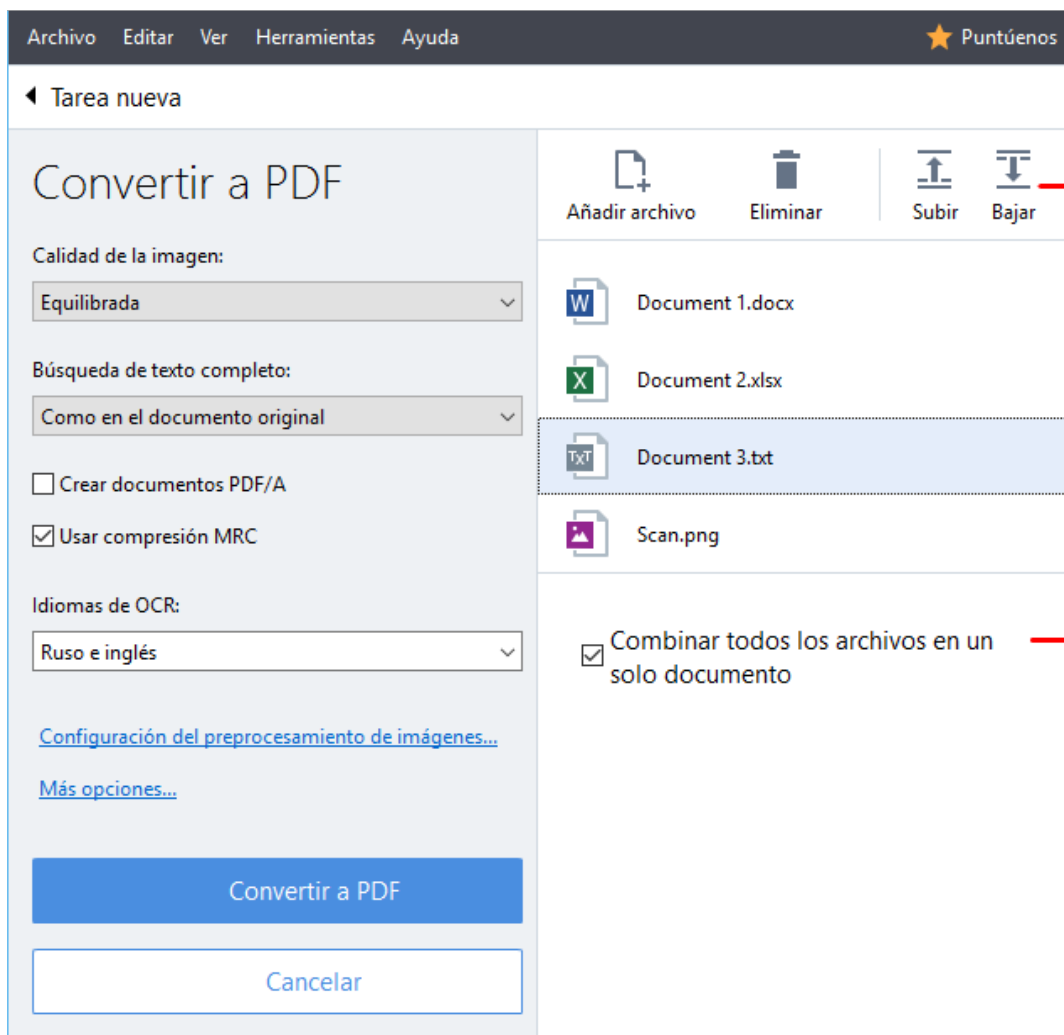 Archivo Editar Ver Herramientas Ayuda Puntúenos
Tarea nueva
Convertir a PDF
Calidad de la imagen:
Equilibrada
Búsqueda de texto completo:
Como en el documento original
Crear documentos PDF/A
Usar compresión MRC
Idiomas de OCR:
Ruso e inglés
Configuración del preprocesamiento de imágenes...
Más opciones...
Convertir a PDF
Cancelar
Añadir archivo Eliminar Subir Bajar
W Document 1.docx
X Document 2.xlsx
TxT Document 3.txt
Scan.png
Combinar todos los archivos en un
solo documento